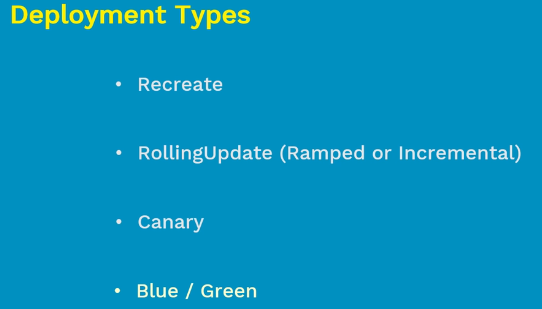 Deployment Types
• Recreate
• RollingUpdate (Ramped or Incremental)
• Canary
• Blue / Green